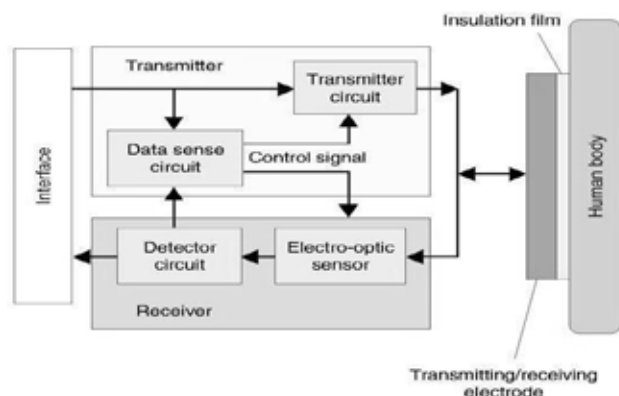 Insulation film
Transmitter
Transmitter
circuit
Data sense
circuit
Control signal
Interface
Human body
Detector
circuit
Electro-optic
sensor
Receiver
Transmitting/receiving
electrode